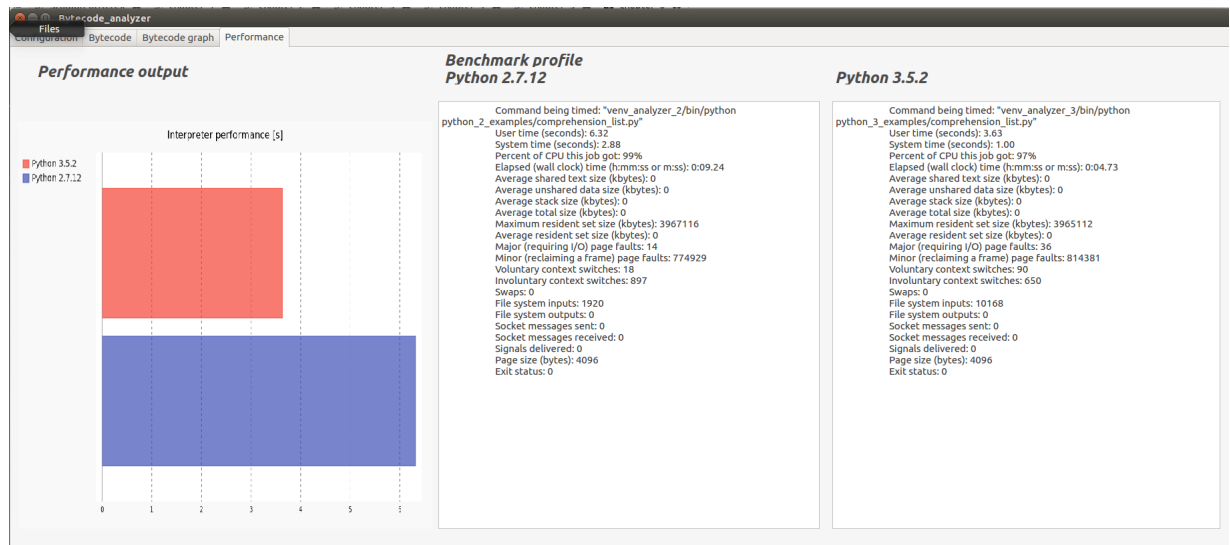 Bytecode_analyzer
Files
Configuration Bytecode Bytecode graph Performance
Performance output
Interpreter performance [s]
Python 3.5.2
Python 2.7.12
0 1 2 3 4 5 5
Benchmark profile
Python 2.7.12
Command being timed: "venv_analyzer_2/bin/python
python_2_examples/comprehension_list.py"
User time (seconds): 6.32
System time (seconds): 2.88
Percent of CPU this job got: 99%
Elapsed (wall clock) time (h:mm:ss or m:ss): 0:09.24
Average shared text size (kbytes): 0
Average unshared data size (kbytes): 0
Average stack size (kbytes): 0
Average total size (kbytes): 0
Maximum resident set size (kbytes): 3967116
Average resident set size (kbytes): 0
Major (requiring I/O) page faults: 14
Minor (reclaiming a frame) page faults: 774929
Voluntary context switches: 18
Involuntary context switches: 897
Swaps: 0
File system inputs: 1920
File system outputs: 0
Socket messages sent: 0
Socket messages received: 0
Signals delivered: 0
Page size (bytes): 4096
Exit status: 0
Python 3.5.2
Command being timed: "venv_analyzer_3/bin/python
python_3_examples/comprehension_list.py"
User time (seconds): 3.63
System time (seconds): 1.00
Percent of CPU this job got: 97%
Elapsed (wall clock) time (h:mm:ss or m:ss): 0:04.73
Average shared text size (kbytes): 0
Average unshared data size (kbytes): 0
Average stack size (kbytes): 0
Average total size (kbytes): 0
Maximum resident set size (kbytes): 3965112
Average resident set size (kbytes): 0
Major (requiring I/O) page faults: 36
Minor (reclaiming a frame) page faults: 814381
Voluntary context switches: 90
Involuntary context switches: 650
Swaps: 0
File system inputs: 10168
File system outputs: 0
Socket messages sent: 0
Socket messages received: 0
Signals delivered: 0
Page size (bytes): 4096
Exit status: 0